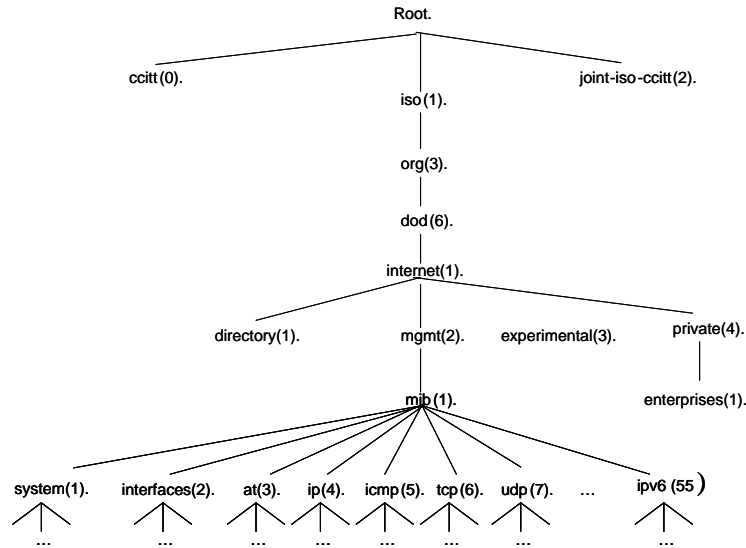 Root.
ccitt(0).
joint-iso-ccitt(2).
iso(1).
org(3).
dod(6).
internet(1).
directory(1).
mgmt(2).
experimental(3).
private(4).
mib(1).
enterprises(1).
system(1). interfaces(2). at(3). ip(4). icmp(5). tcp(6). udp(7). ... ipv6(55)
... ... ... ... ... ... ... ...